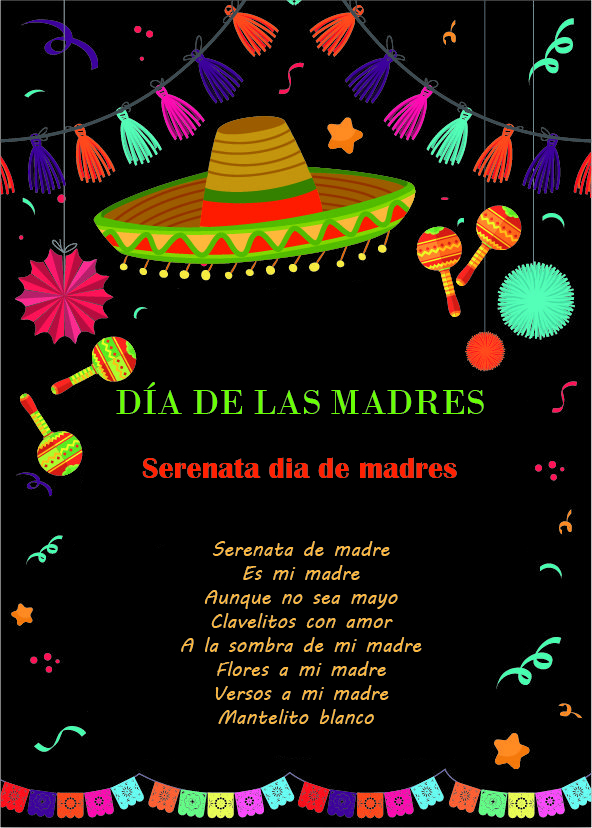 DÍA DE LAS MADRES
Serenata dia de madres
Serenata de madre
Es mi madre
Aunque no sea mayo
Clavelitos con amor
A la sombra de mi madre
Flores a mi madre
Versos a mi madre
Mantelito blanco